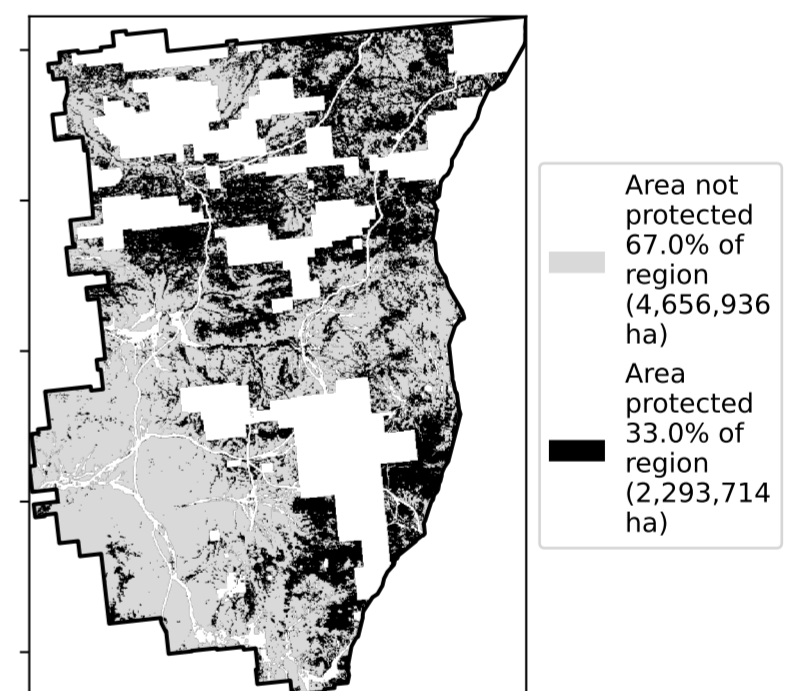 Area not
protected
67.0% of
region
(4,656,936
ha)
Area
protected
33.0% of
region
(2,293,714
ha)